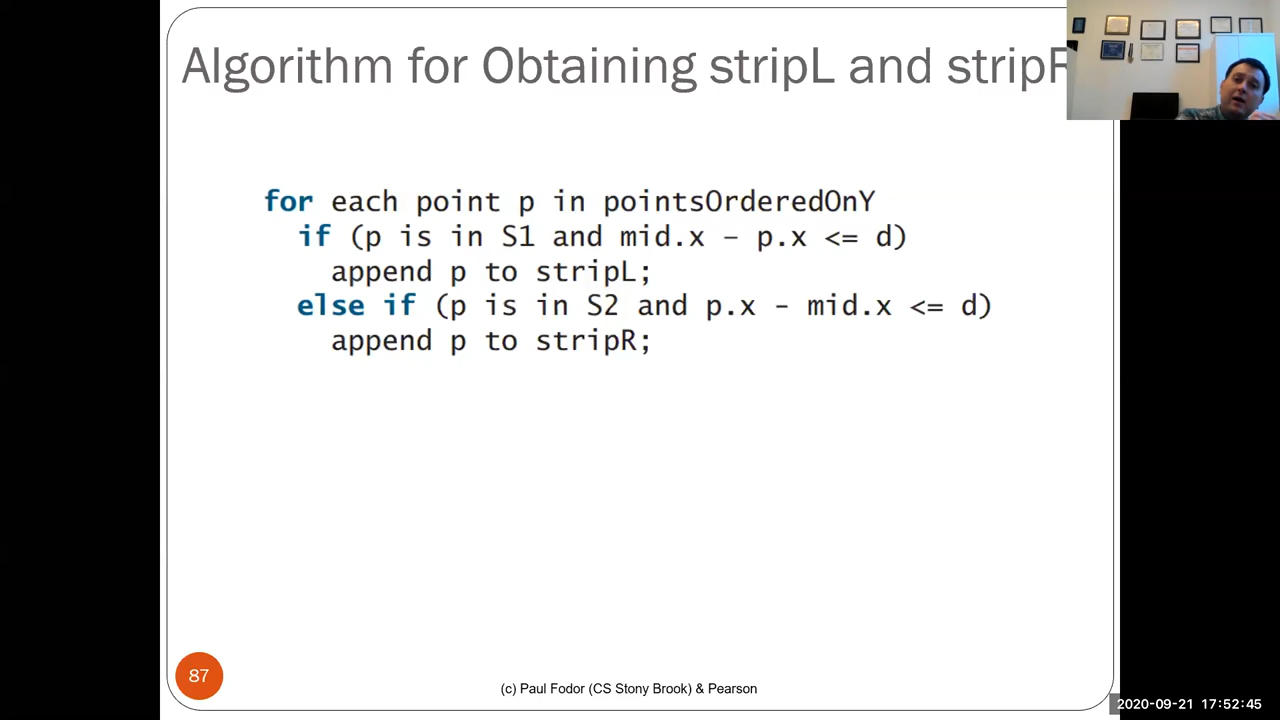 Algorithm for Obtaining stripL and stripR
for each point p in pointsOrderedOnY
if (p is in S1 and mid.x – p.x <= d)
append p to stripL;
else if (p is in S2 and p.x - mid.x <= d)
append p to stripR;
87
(c) Paul Fodor (CS Stony Brook) & Pearson
2020-09-21 17:52:45